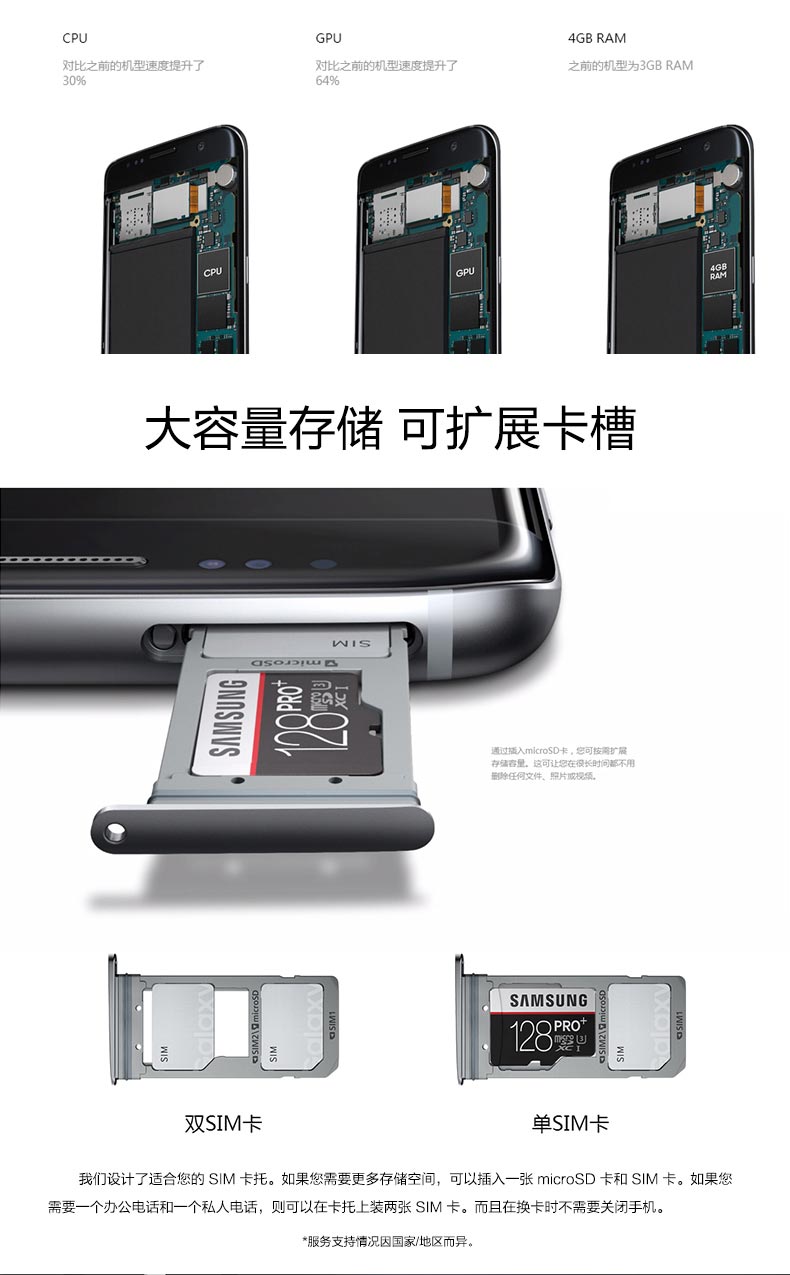 CPU
GPU
4GB RAM
对比之前的机型速度提升了
30%
对比之前的机型速度提升了
64%
之前的机型为3GB RAM
CPU
GPU
4GB
RAM
大容量存储 可扩展卡槽
SIM
microSD
SAMSUNG
128
PRO+
microSDXC I U3
通过插入microSD卡，您可按需扩展
存储容量。这可让您在很长时间都不用
删除任何文件、照片或视频。
SIM
Galaxy
SIM2\microSD
SIM
Galaxy
SIM1
SAMSUNG
128
PRO+
microSDXC I U3
SIM2\microSD
SIM
Galaxy
SIM1
双SIM卡
单SIM卡
我们设计了适合您的 SIM 卡托。如果您需要更多存储空间，可以插入一张 microSD 卡和 SIM 卡。如果您
需要一个办公电话和一个私人电话，则可以在卡托上装两张 SIM 卡。而且在换卡时不需要关闭手机。
*服务支持情况因国家/地区而异。